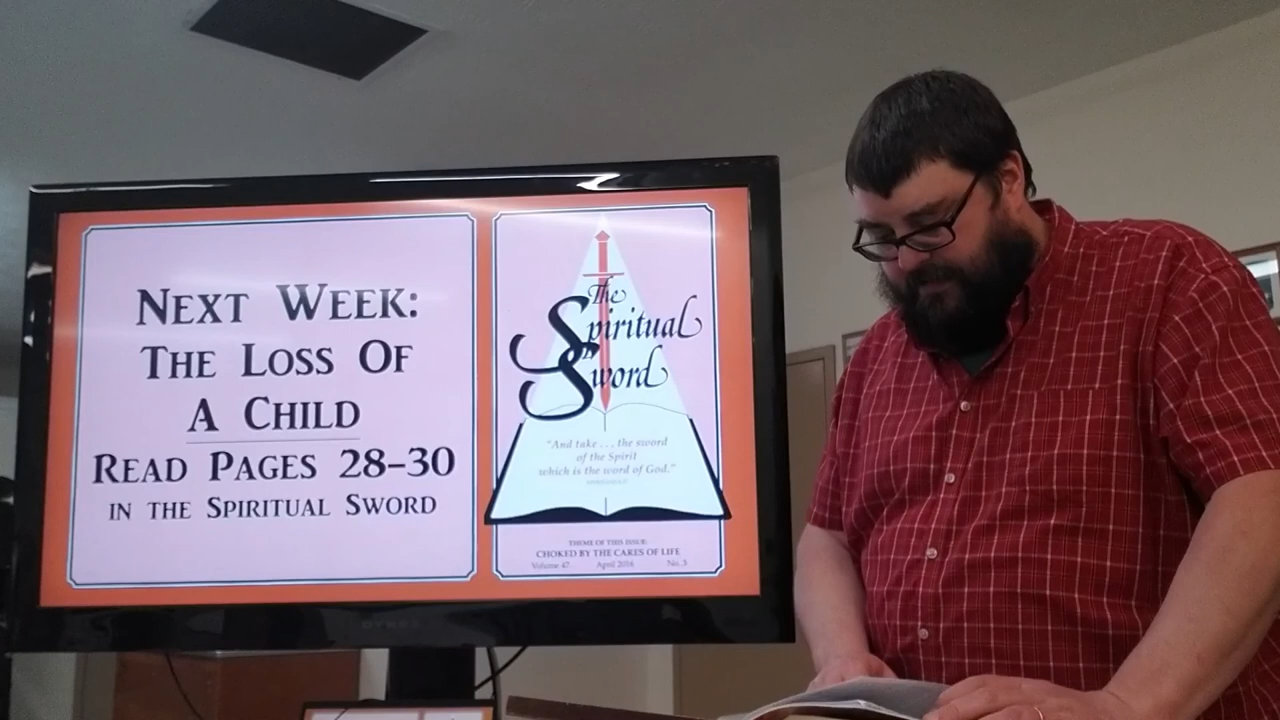 NEXT WEEK:
THE LOSS OF
A CHILD
READ PAGES 28-30
IN THE SPIRITUAL SWORD
The
Spiritual
Sword
"And take . . . the sword
of the Spirit
which is the word of God."
THEME OF THIS ISSUE:
CHOKED BY THE CARES OF LIFE
Volume 47 April 2016 No. 3
DYNEX